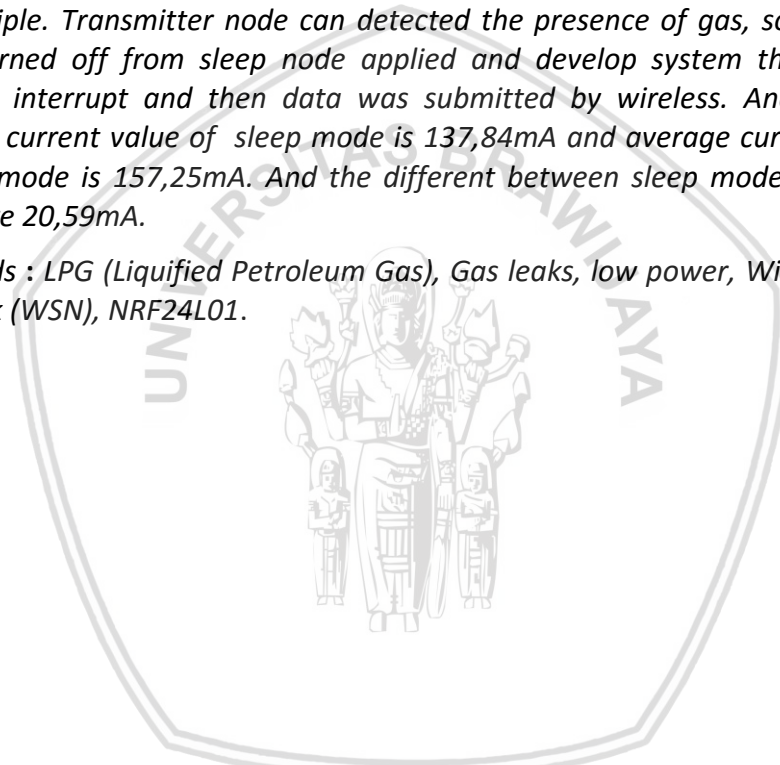 iple. Transmitter node can detected the presence of gas, so
rned off from sleep node applied and develop system th
interrupt and then data was submitted by wireless. An
current value of sleep mode is 137,84mA and average cur
mode is 157,25mA. And the different between sleep mode
e 20,59mA.
ds : LPG (Liquified Petroleum Gas), Gas leaks, low power, Wi
(WSN), NRF24L01.
UNIVERSITAS BRAWIJAYA